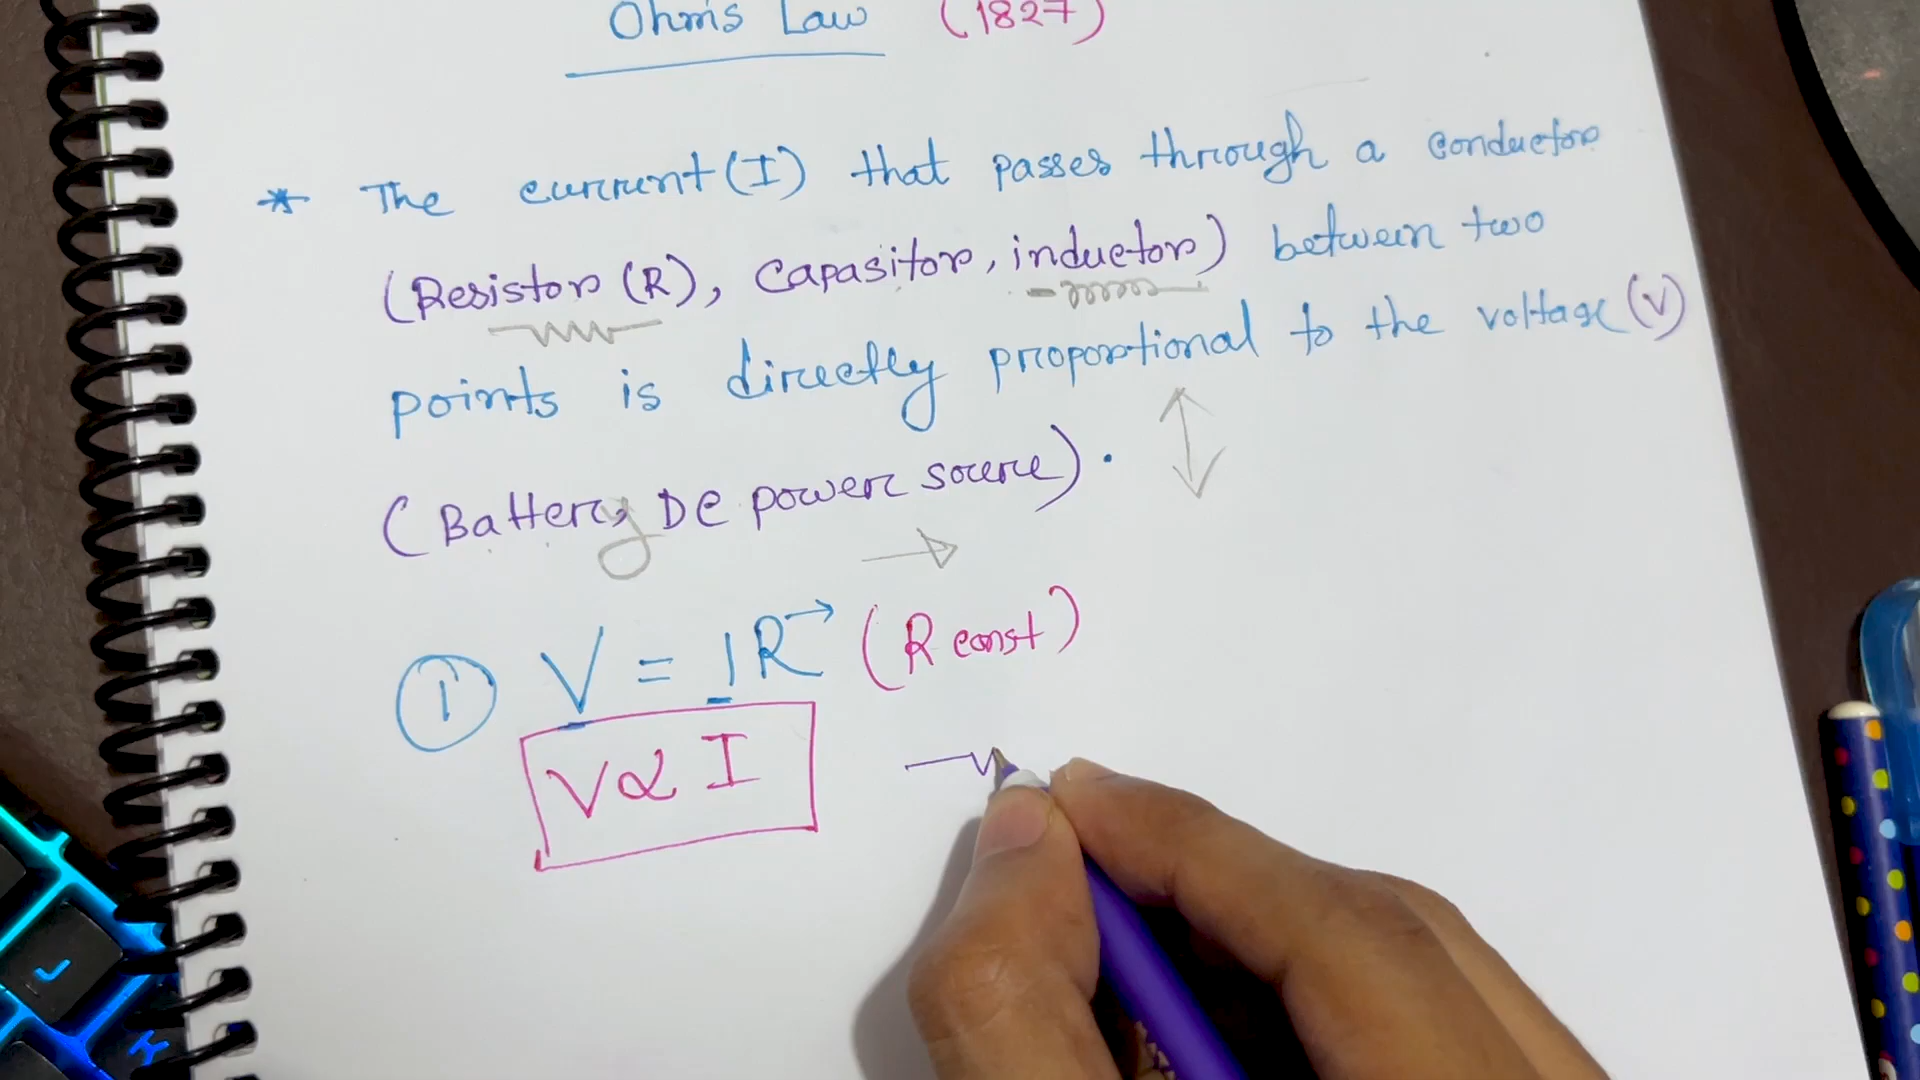 Ohms Law (1827)
* The current (I) that passes through a conductor
(Resistor (R), Capasitor, inductor) between two
points is directly proportional to the voltage (V)
(Battery, DC power source).
① V = IR → (R const)
V ∝ I
J
K